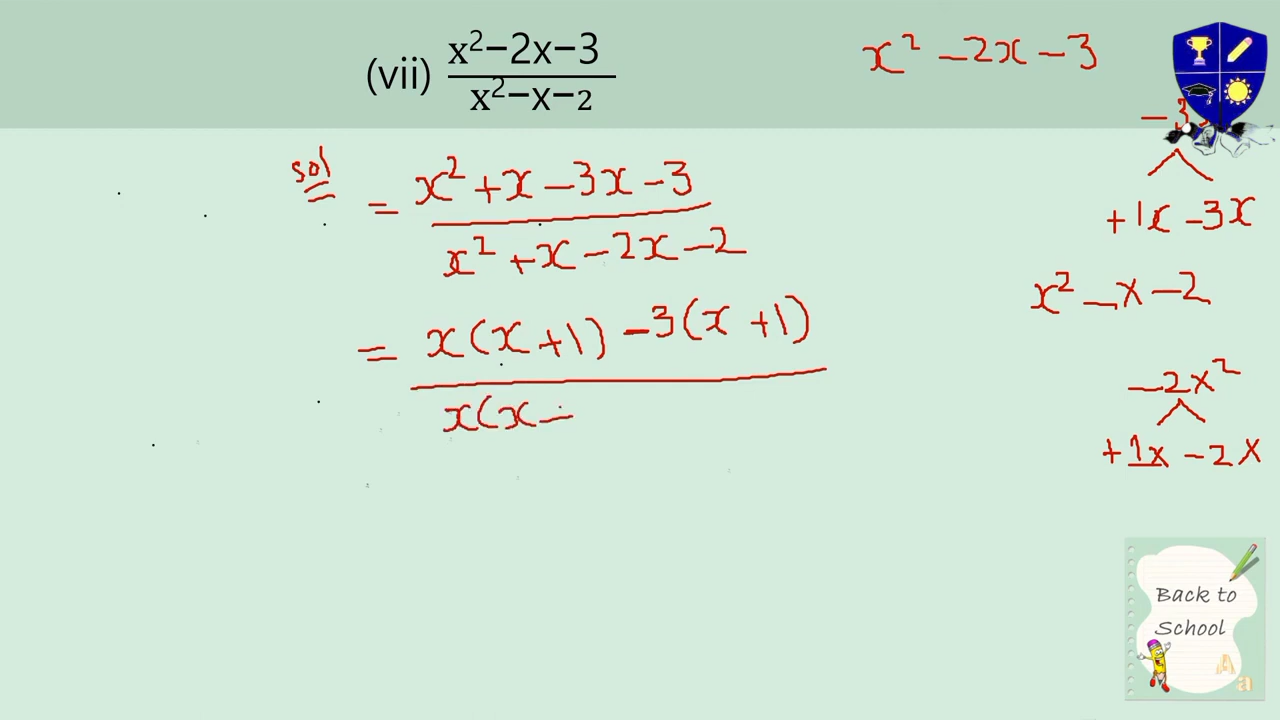 (vii) x²−2x−3
x²−x−2
x² −2x −3
sol
= x² +x −3x −3
x² +x −2x −2
+1x −3x
x² −x −2
= x(x +1) −3(x +1)
x(x −
−2x²
+1x −2x
Back to
School
A
a